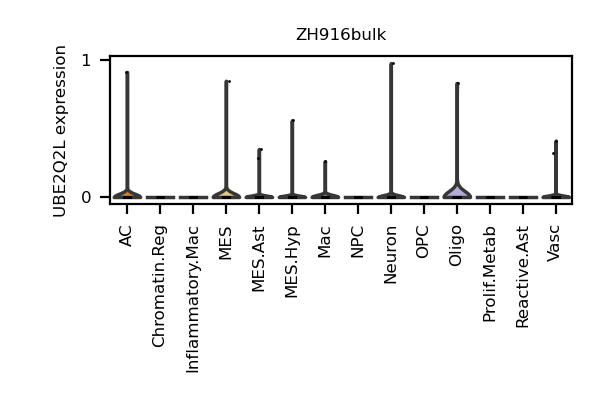 ZH916bulk
UBE2Q2L expression
1
0
AC
Chromatin.Reg
Inflammatory.Mac
MES
MES.Ast
MES.Hyp
Mac
NPC
Neuron
OPC
Oligo
Prolif.Metab
Reactive.Ast
Vasc